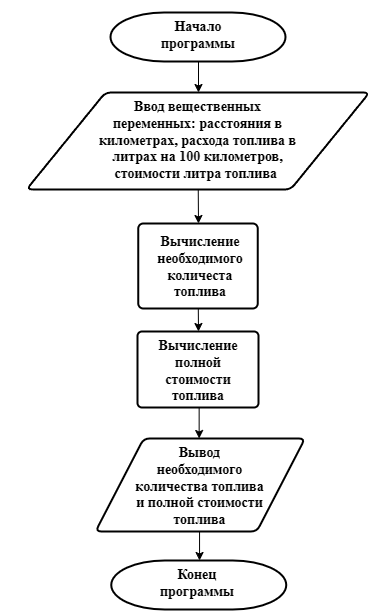 Начало
программы
Ввод вещественных
переменных: расстояния в
километрах, расхода топлива в
литрах на 100 километров,
стоимости литра топлива
Вычисление
необходимого
количеста
топлива
Вычисление
полной
стоимости
топлива
Вывод
необходимого
количества топлива
и полной стоимости
топлива
Конец
программы